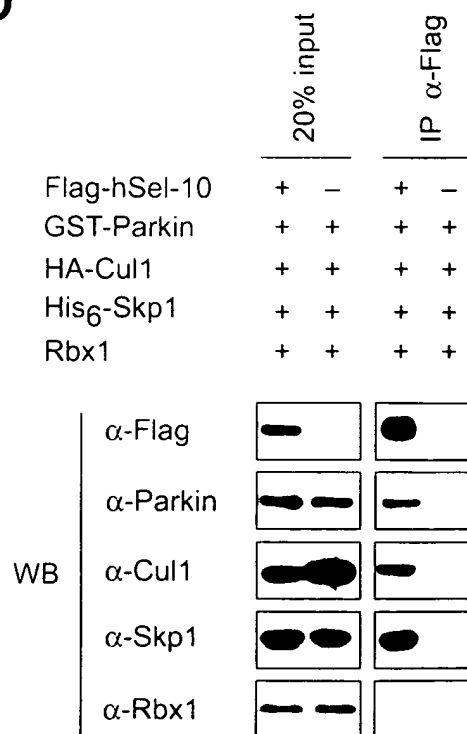 20% input
IP α-Flag
Flag-hSel-10 + – + –
GST-Parkin + + + +
HA-Cul1 + + + +
His6-Skp1 + + + +
Rbx1 + + + +
α-Flag
α-Parkin
WB α-Cul1
α-Skp1
α-Rbx1